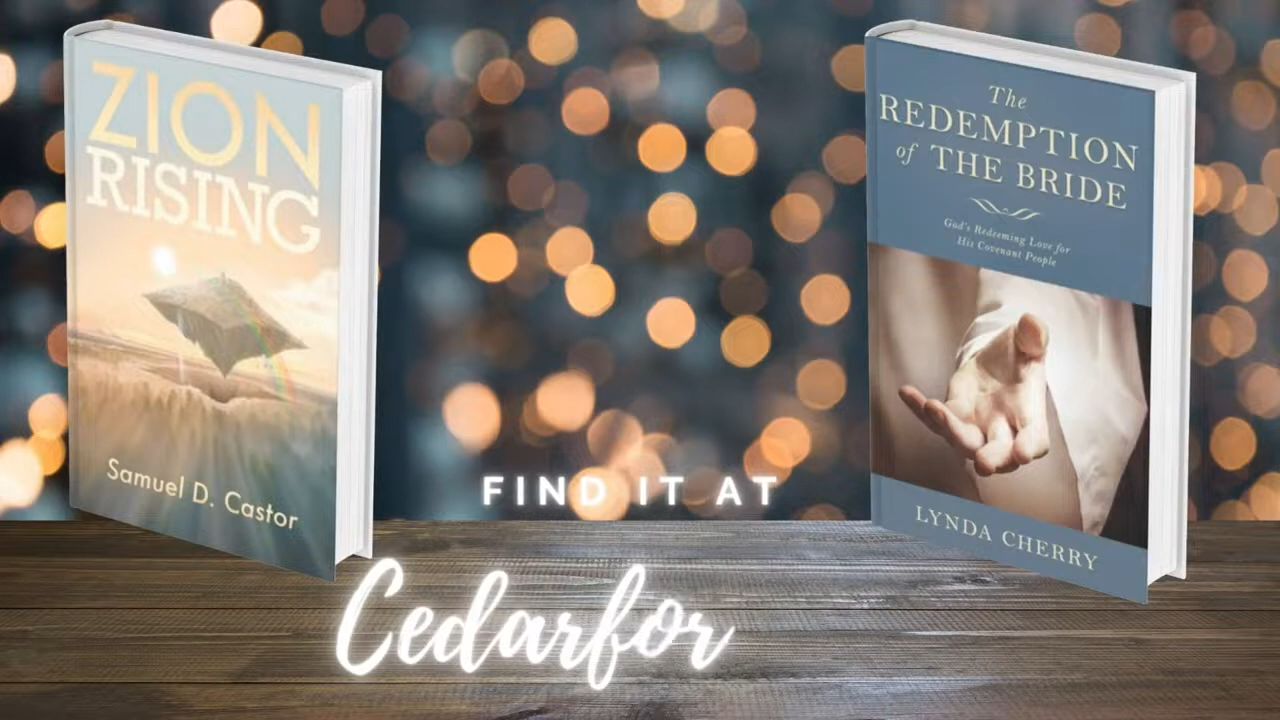 ZION
RISING
Samuel D. Castor
The
REDEMPTION
of THE BRIDE
God's Redeeming Love for
His Covenant People
LYNDA CHERRY
FIND IT AT
Cedarfor